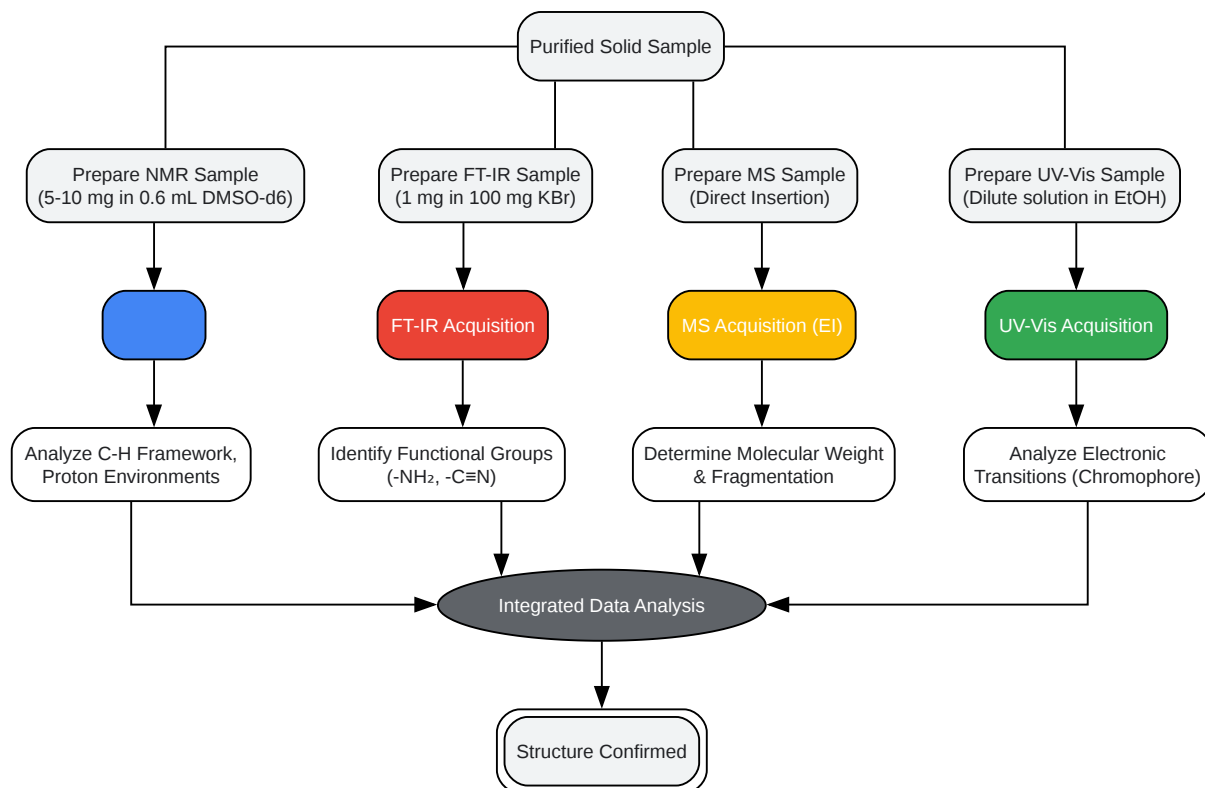 Purified Solid Sample
Prepare NMR Sample
(5-10 mg in 0.6 mL DMSO-d6)
Prepare FT-IR Sample
(1 mg in 100 mg KBr)
Prepare MS Sample
(Direct Insertion)
Prepare UV-Vis Sample
(Dilute solution in EtOH)
FT-IR Acquisition
MS Acquisition (EI)
UV-Vis Acquisition
Analyze C-H Framework,
Proton Environments
Identify Functional Groups
(-NH₂, -C≡N)
Determine Molecular Weight
& Fragmentation
Analyze Electronic
Transitions (Chromophore)
Integrated Data Analysis
Structure Confirmed